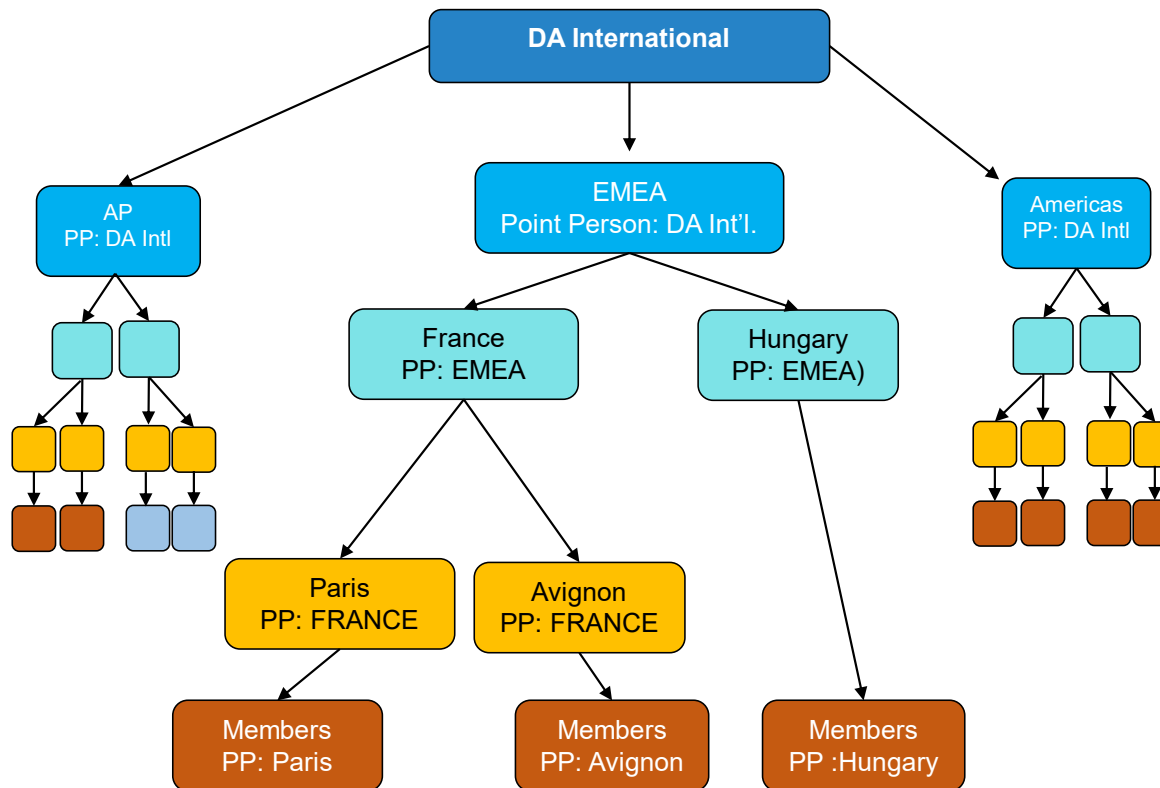 DA International
EMEA
Point Person: DA Int’l.
AP
PP: DA Intl
Americas
PP: DA Intl
France
PP: EMEA
Hungary
PP: EMEA)
Paris
PP: FRANCE
Avignon
PP: FRANCE
Members
PP: Paris
Members
PP: Avignon
Members
PP :Hungary